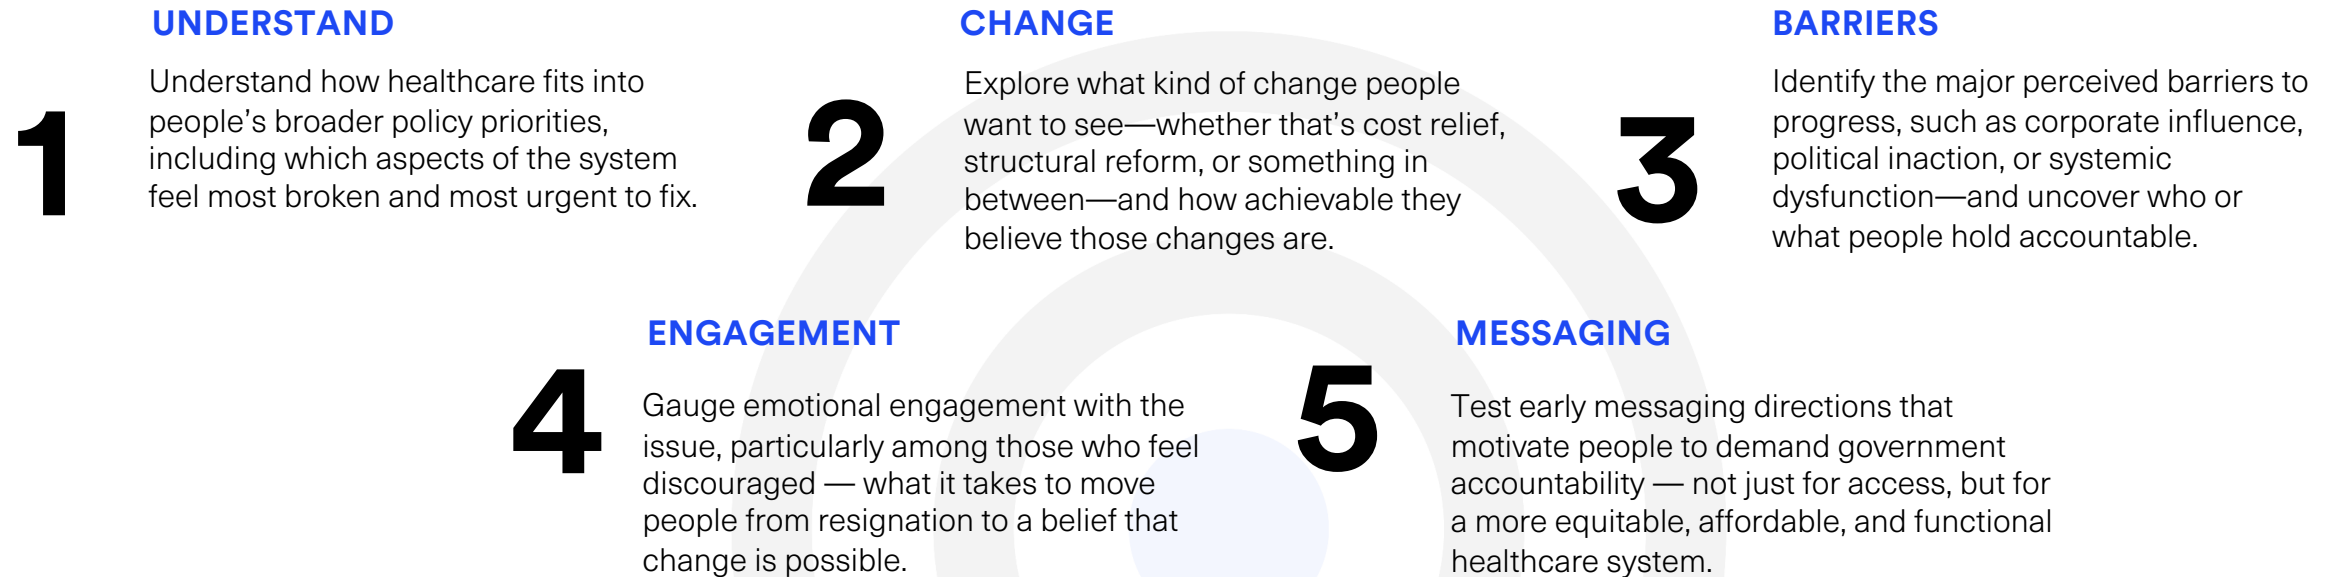 UNDERSTAND
1
Understand how healthcare fits into
people’s broader policy priorities,
including which aspects of the system
feel most broken and most urgent to fix.
CHANGE
2
Explore what kind of change people
want to see—whether that’s cost relief,
structural reform, or something in
between—and how achievable they
believe those changes are.
BARRIERS
3
Identify the major perceived barriers to
progress, such as corporate influence,
political inaction, or systemic
dysfunction—and uncover who or
what people hold accountable.
ENGAGEMENT
4
Gauge emotional engagement with the
issue, particularly among those who feel
discouraged — what it takes to move
people from resignation to a belief that
change is possible.
MESSAGING
5
Test early messaging directions that
motivate people to demand government
accountability — not just for access, but for
a more equitable, affordable, and functional
healthcare system.